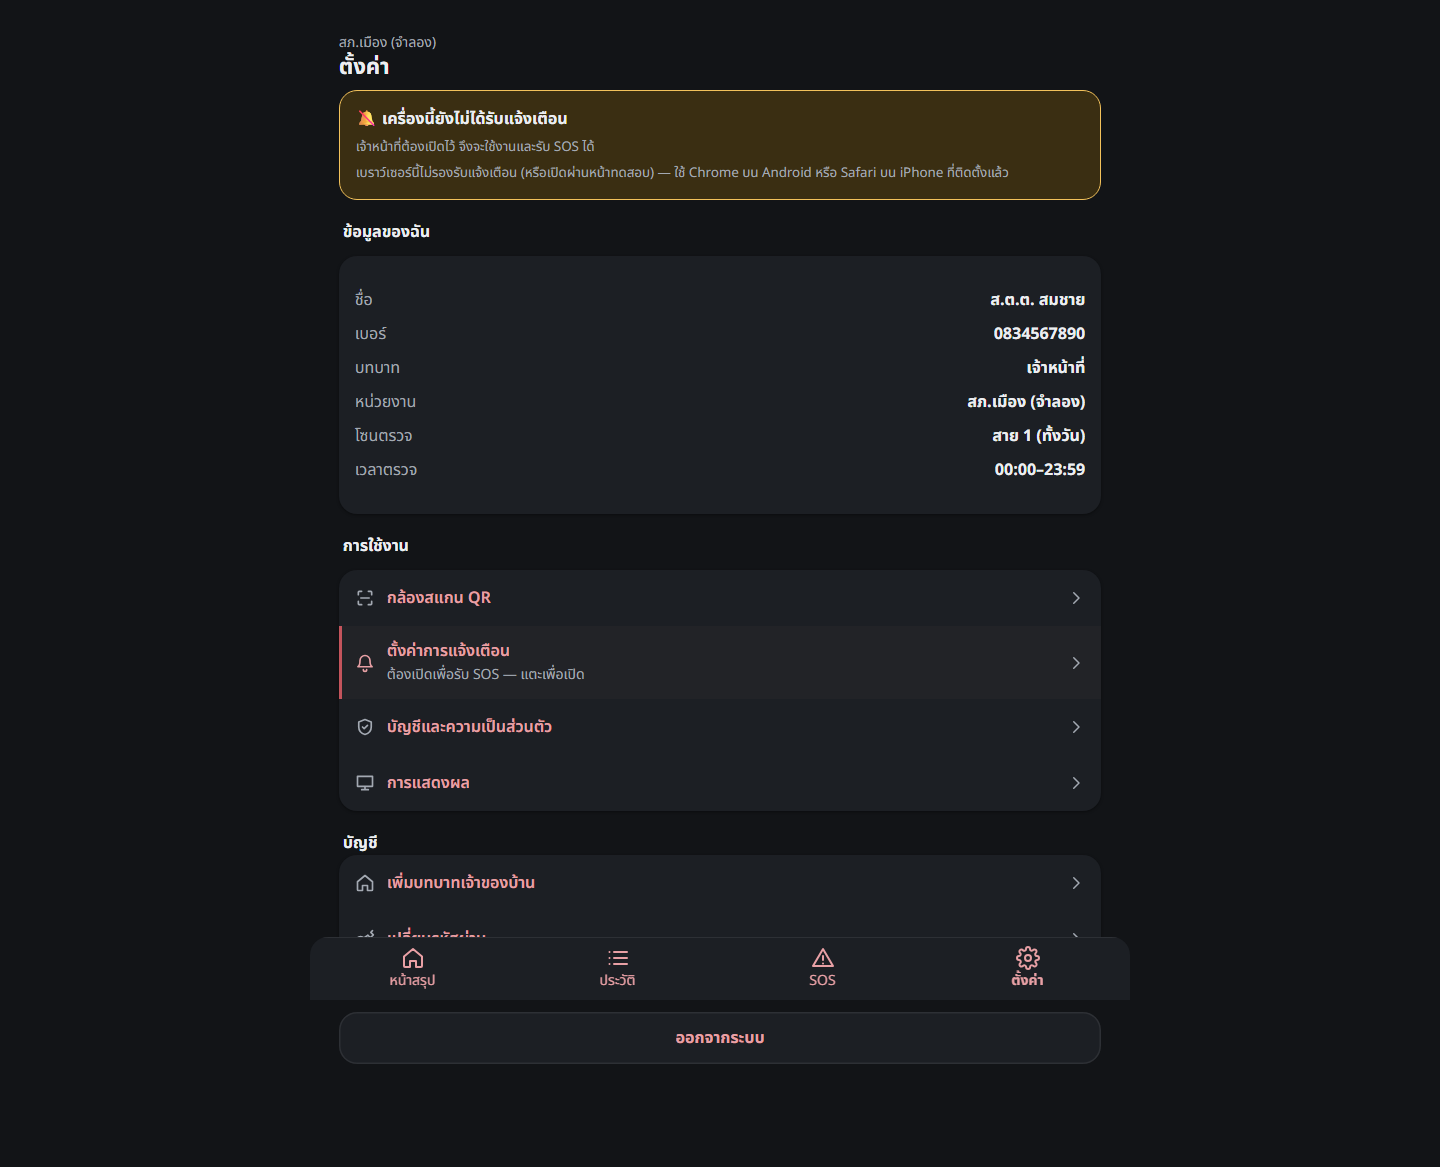 สภ.เมือง (จำลอง)
ตั้งค่า
เครื่องนี้ยังไม่ได้รับแจ้งเตือน
เจ้าหน้าที่ต้องเปิดไว้ จึงจะใช้งานและรับ SOS ได้
เบราว์เซอร์นี้ไม่รองรับแจ้งเตือน (หรือเปิดผ่านหน้าทดสอบ) — ใช้ Chrome บน Android หรือ Safari บน iPhone ที่ติดตั้งแล้ว
ข้อมูลของฉัน
ชื่อ ส.ต.ต. สมชาย
เบอร์ 0834567890
บทบาท เจ้าหน้าที่
หน่วยงาน สภ.เมือง (จำลอง)
โซนตรวจ สาย 1 (ทั้งวัน)
เวลาตรวจ 00:00–23:59
การใช้งาน
กล้องสแกน QR
ตั้งค่าการแจ้งเตือน
ต้องเปิดเพื่อรับ SOS — แตะเพื่อเปิด
บัญชีและความเป็นส่วนตัว
การแสดงผล
บัญชี
เพิ่มบทบาทเจ้าของบ้าน
หน้าสรุป ประวัติ SOS ตั้งค่า
ออกจากระบบ